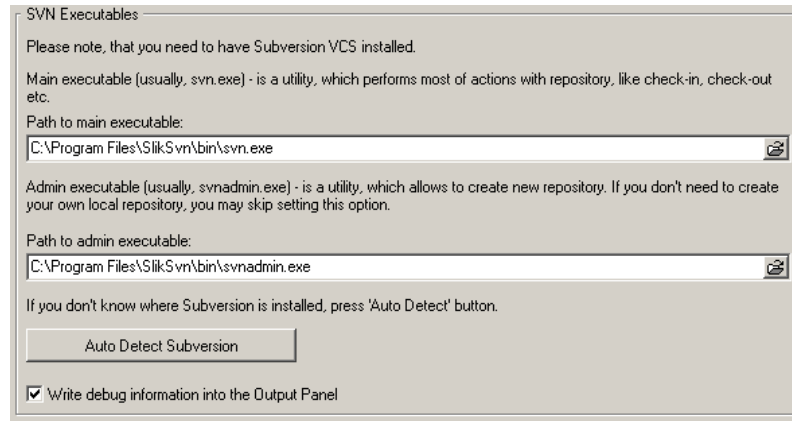 SVN Executables
Please note, that you need to have Subversion VCS installed.
Main executable (usually, svn.exe) - is a utility, which performs most of actions with repository, like check-in, check-out
etc.
Path to main executable:
C:\Program Files\SlikSvn\bin\svn.exe
Admin executable (usually, svnadmin.exe) - is a utility, which allows to create new repository. If you don't need to create
your own local repository, you may skip setting this option.
Path to admin executable:
C:\Program Files\SlikSvn\bin\svnadmin.exe
If you don't know where Subversion is installed, press 'Auto Detect' button.
Auto Detect Subversion
Write debug information into the Output Panel